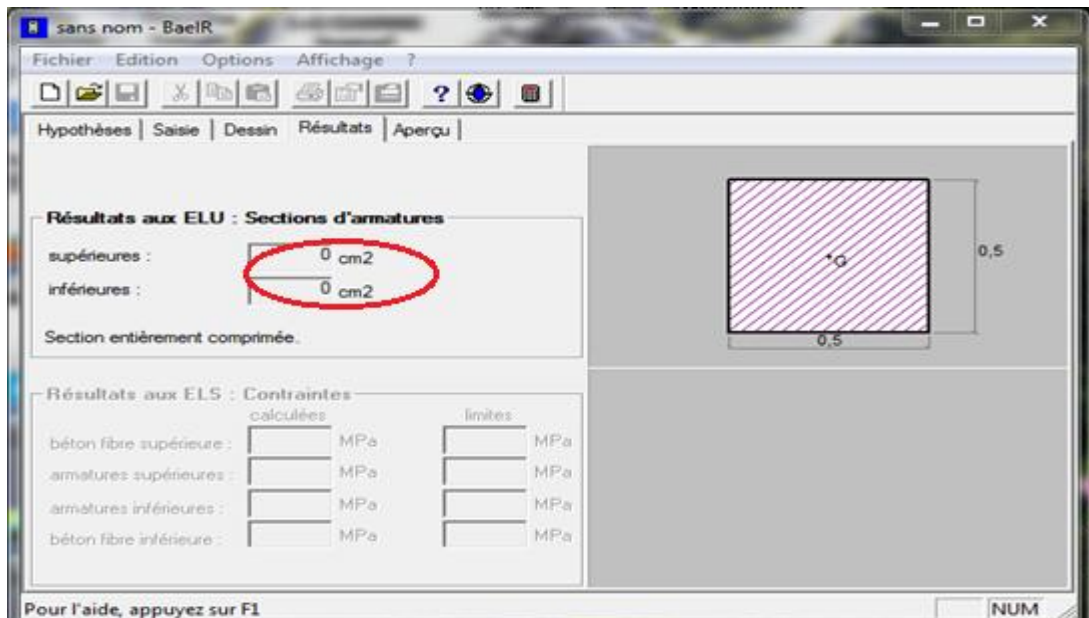 sans nom - BaelR
Fichier Edition Options Affichage ?
Hypothèses Saisie Dessin Résultats Aperçu
Résultats aux ELU : Sections d'armatures
supérieures : 0 cm2
inférieures : 0 cm2
Section entièrement comprimée.
G
0,5
0,5
Résultats aux ELS : Contraintes
calculées limites
béton fibre supérieure : MPa MPa
armatures supérieures : MPa MPa
armatures inférieures : MPa MPa
béton fibre inférieure : MPa MPa
Pour l'aide, appuyez sur F1 NUM